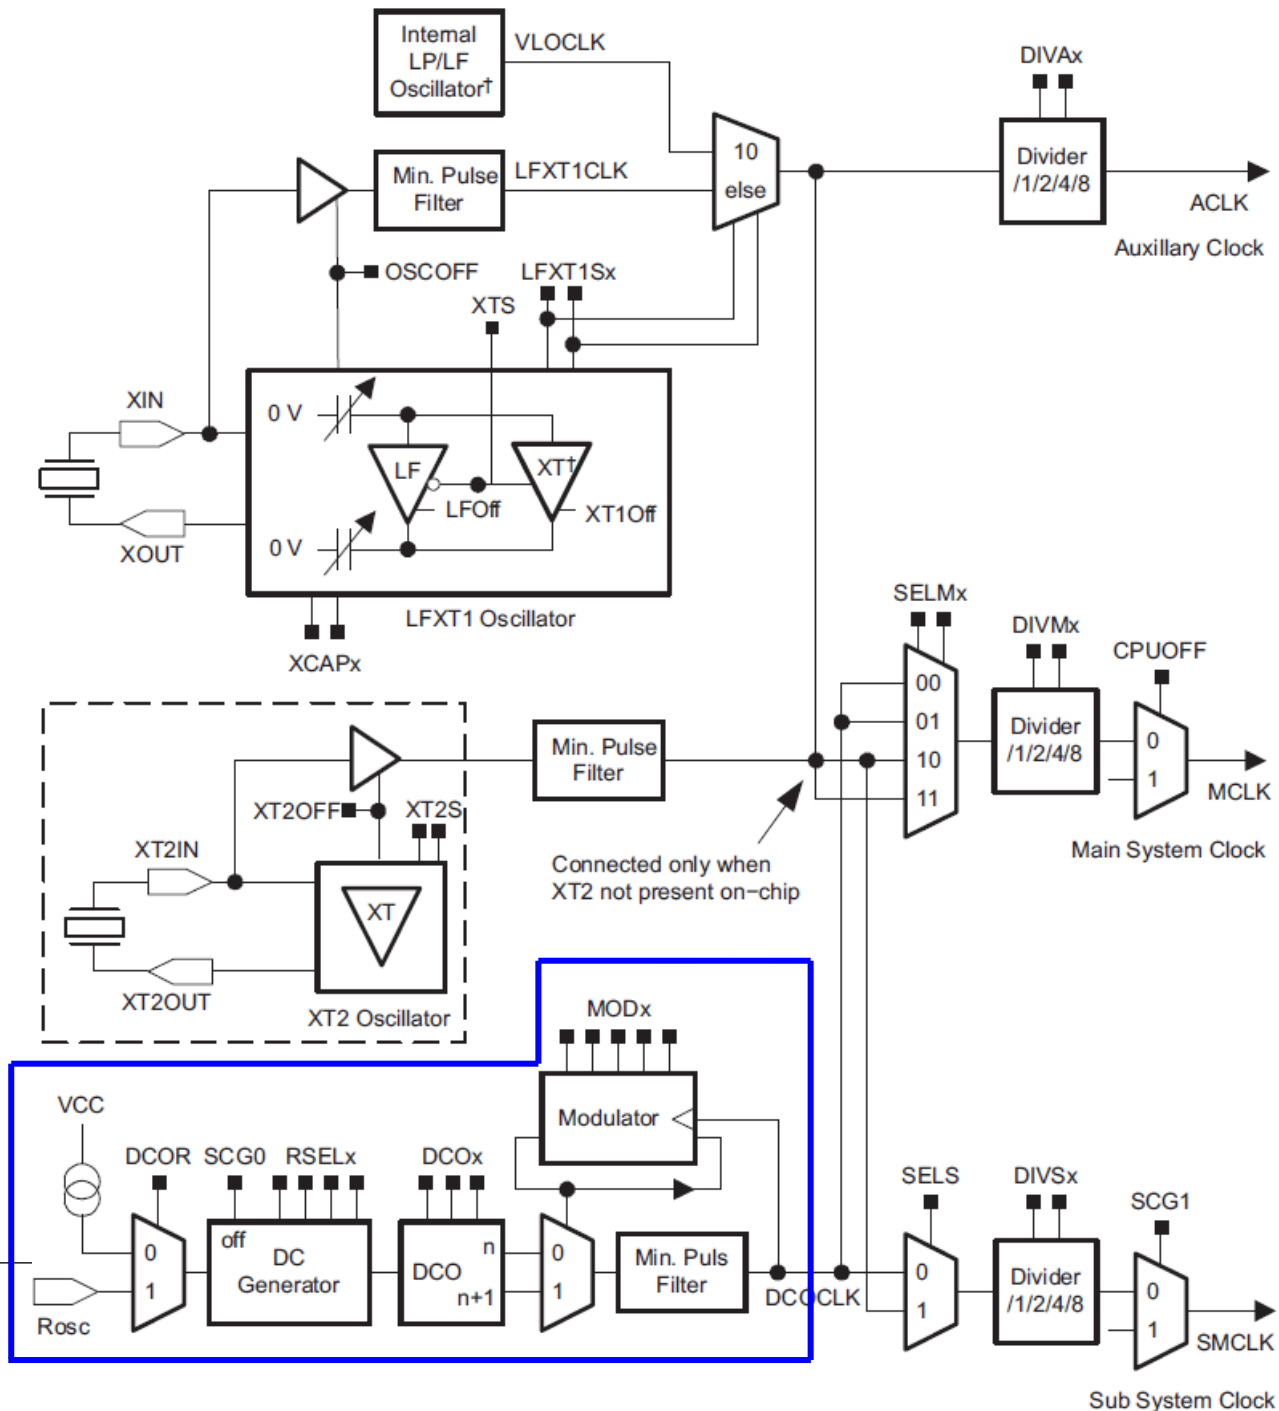 Internal
LP/LF
Oscillator†
VLOCLK
DIVAx
10
else
Min. Pulse
Filter
LFXT1CLK
Divider
/1/2/4/8
ACLK
Auxillary Clock
OSCOFF
LFXT1Sx
XTS
XIN
0 V
LF
XT†
LFOff
XT1Off
XOUT
0 V
LFXT1 Oscillator
XCAPx
SELMx
DIVMx
CPUOFF
00
01
10
11
Divider
/1/2/4/8
0
1
MCLK
Main System Clock
Min. Pulse
Filter
XT2OFF
XT2S
XT2IN
XT
XT2OUT
XT2 Oscillator
Connected only when
XT2 not present on−chip
MODx
Modulator
VCC
DCOR
SCG0
RSELx
DCOx
0
1
Rosc
off
DC
Generator
DCO
n
n+1
0
1
Min. Puls
Filter
DCOCLK
SELS
DIVSx
SCG1
0
1
Divider
/1/2/4/8
0
1
SMCLK
Sub System Clock